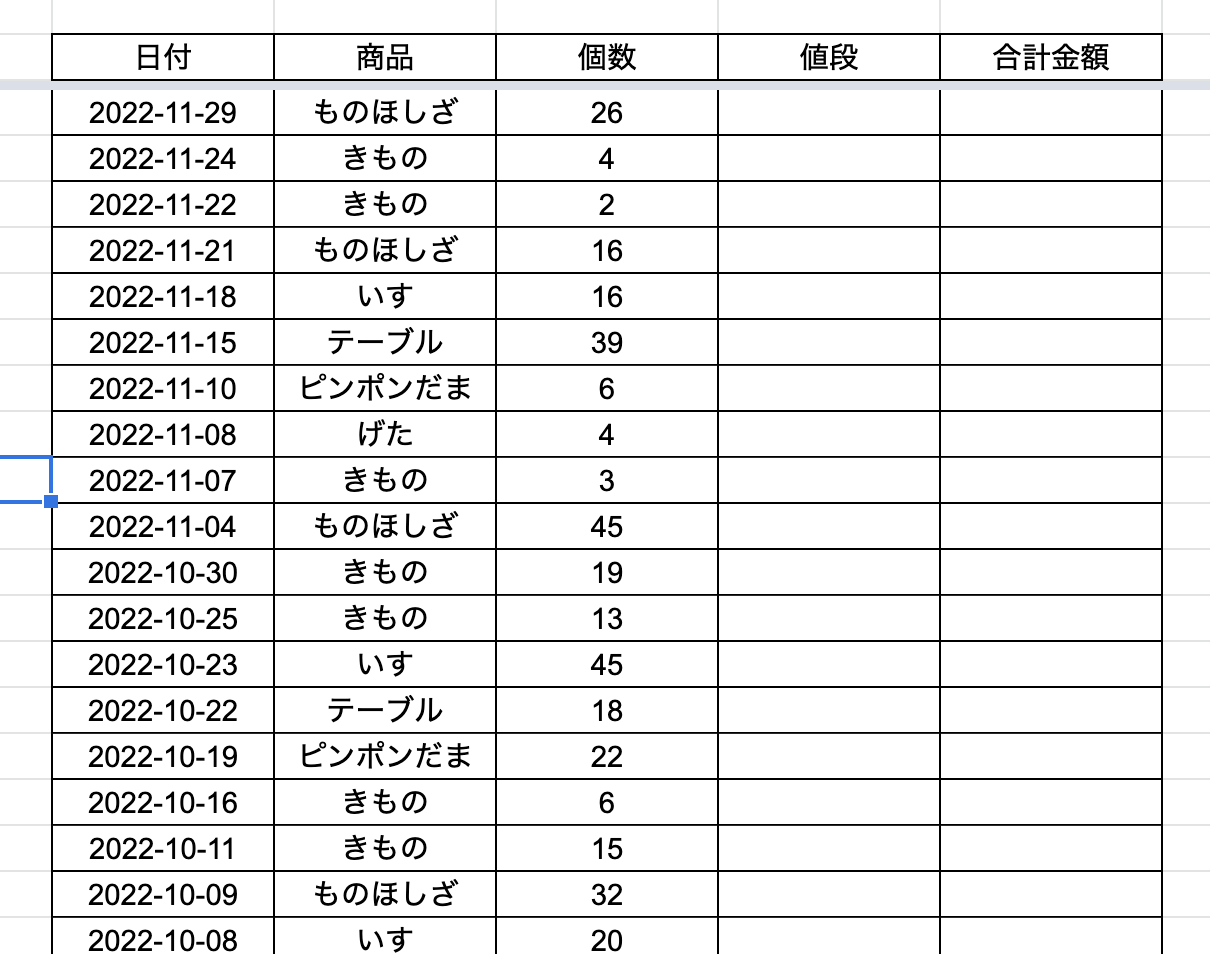 日付 商品 個数 値段 合計金額
2022-11-29 ものほしざ 26
2022-11-24 きもの 4
2022-11-22 きもの 2
2022-11-21 ものほしざ 16
2022-11-18 いす 16
2022-11-15 テーブル 39
2022-11-10 ピンポンだま 6
2022-11-08 げた 4
2022-11-07 きもの 3
2022-11-04 ものほしざ 45
2022-10-30 きもの 19
2022-10-25 きもの 13
2022-10-23 いす 45
2022-10-22 テーブル 18
2022-10-19 ピンポンだま 22
2022-10-16 きもの 6
2022-10-11 きもの 15
2022-10-09 ものほしざ 32
2022-10-08 いす 20